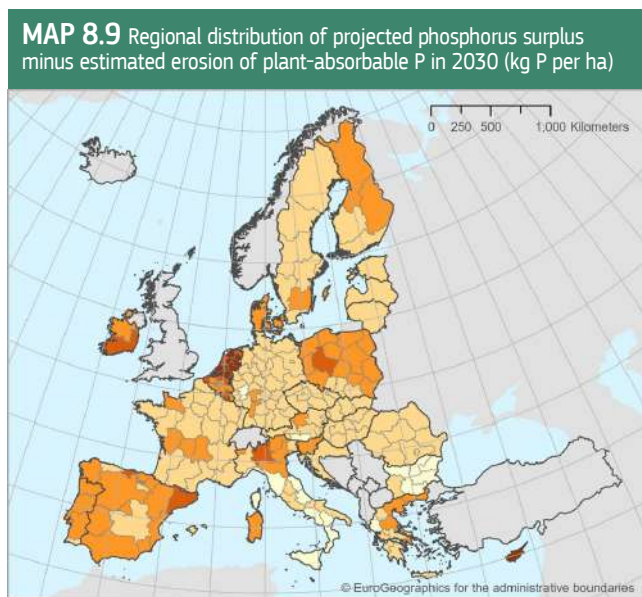 MAP 8.9 Regional distribution of projected phosphorus surplus
minus estimated erosion of plant-absorbable P in 2030 (kg P per ha)
0 250 500 1,000 Kilometers
© EuroGeographics for the administrative boundaries